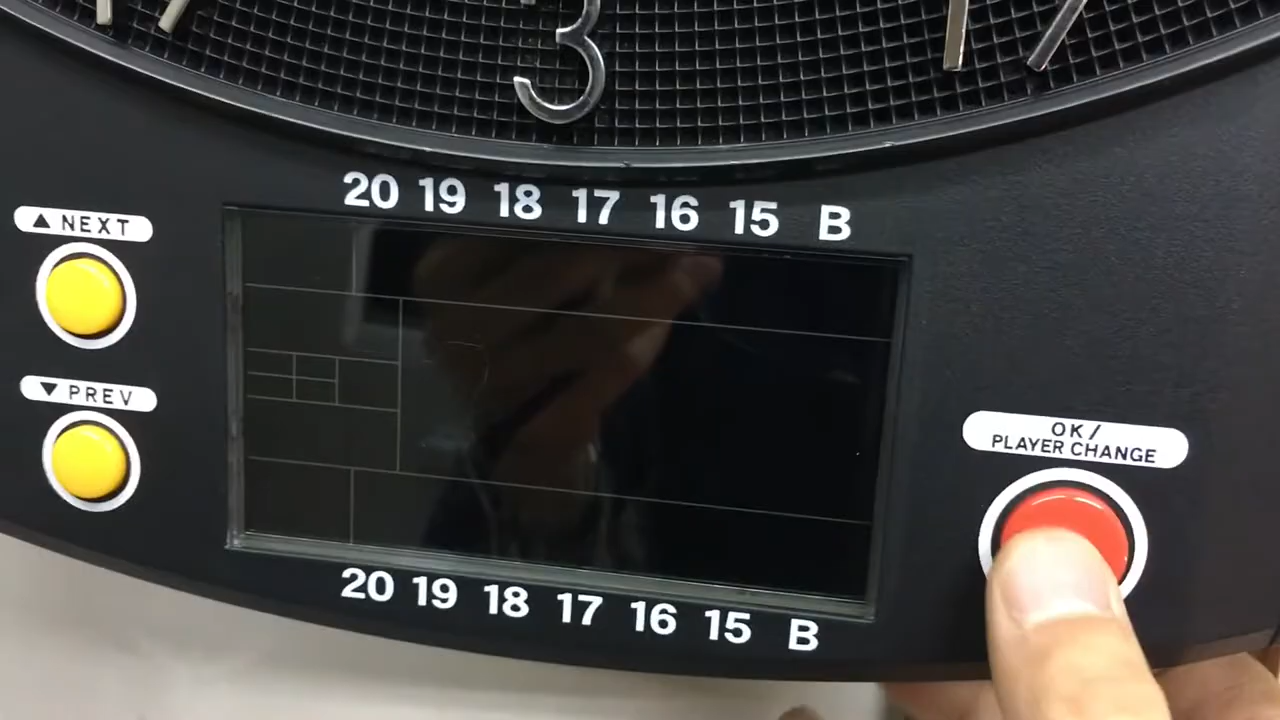 3
20 19 18 17 16 15 B
▲NEXT
▼PREV
OK/
PLAYER CHANGE
20 19 18 17 16 15 B